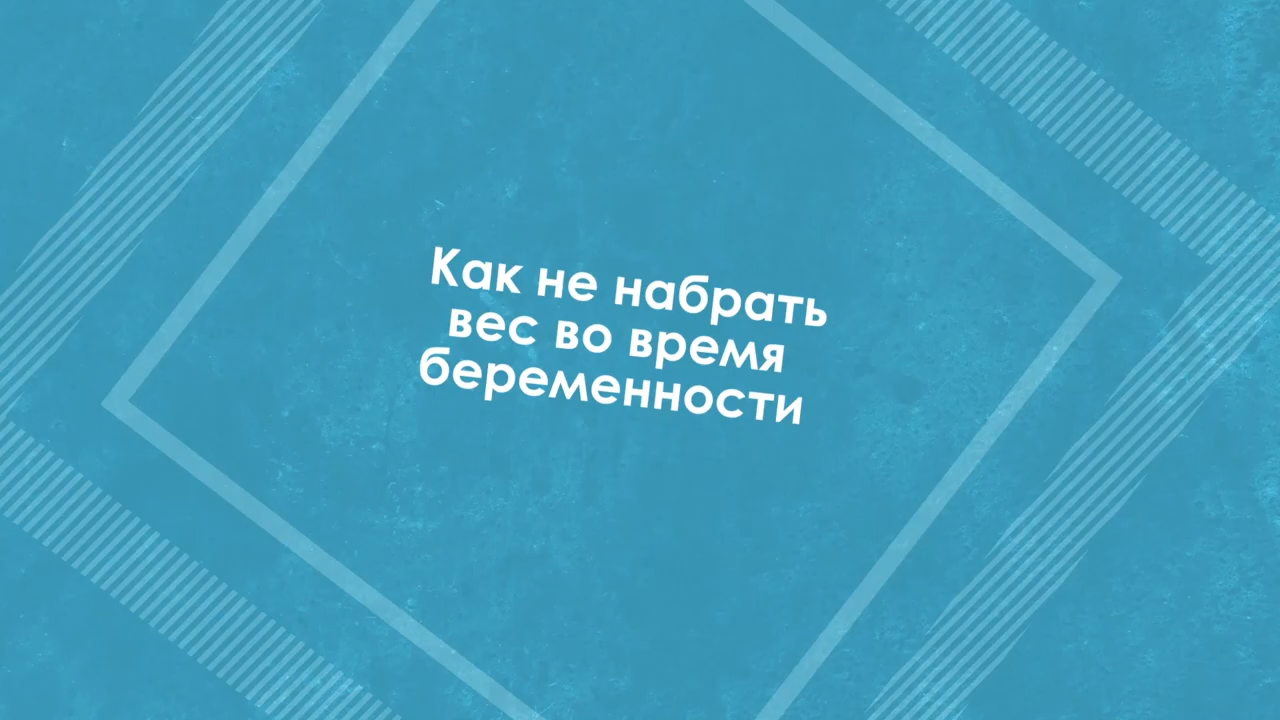 Как не набрать
вес во время
беременности